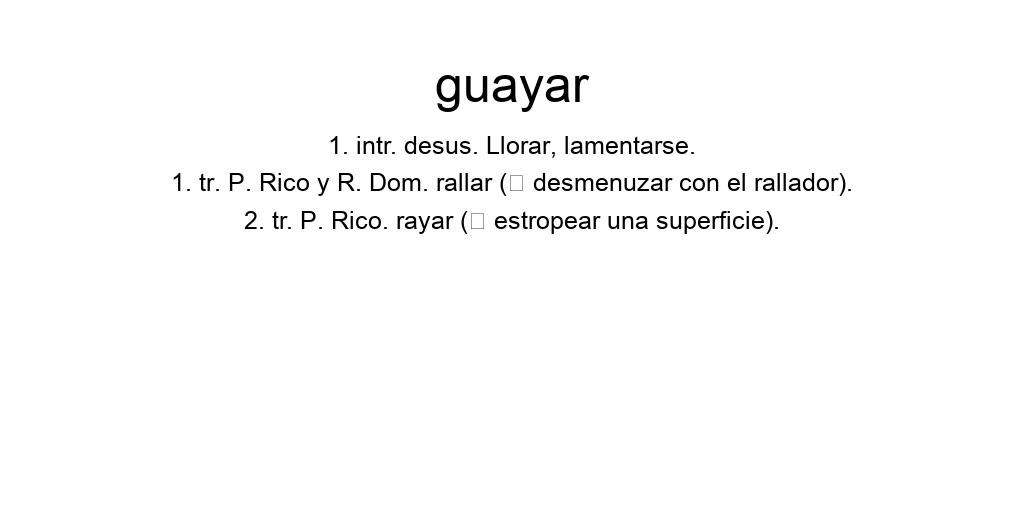 guayar
1. intr. desus. Llorar, lamentarse.
1. tr. P. Rico y R. Dom. rallar (▯ desmenuzar con el rallador).
2. tr. P. Rico. rayar (▯ estropear una superficie).